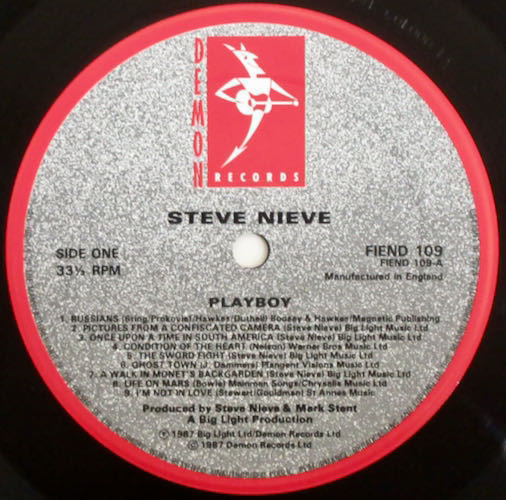 DEMON
RECORDS
STEVE NIEVE
SIDE ONE
33⅓ RPM
FIEND 109
FIEND 109-A
Manufactured in England
PLAYBOY
1. RUSSIANS (Sting/Prokoviev/Hawker/Duthell) Boosey & Hawker/Magnetic Publishing
2. PICTURES FROM A CONFISCATED CAMERA (Steve Nieve) Big Light Music Ltd
3. ONCE UPON A TIME IN SOUTH AMERICA (Steve Nieve) Big Light Music Ltd
4. CONDITION OF THE HEART (Nelson) Warner Bros Music Ltd
5. THE SWORD FIGHT (Steve Nieve) Big Light Music Ltd
6. GHOST TOWN (J. Dammers) Plangent Visions Music Ltd
7. A WALK IN MONET'S BACKGARDEN (Steve Nieve) Big Light Music Ltd
8. LIFE ON MARS (Bowie) Mainman Songs/Chrysalis Music Ltd
9. I'M NOT IN LOVE (Stewart/Gouldman) St Annes Music
Produced by Steve Nieve & Mark Stent
A Big Light Production
℗ 1987 Big Light Ltd/Demon Records Ltd
© 1987 Demon Records Ltd